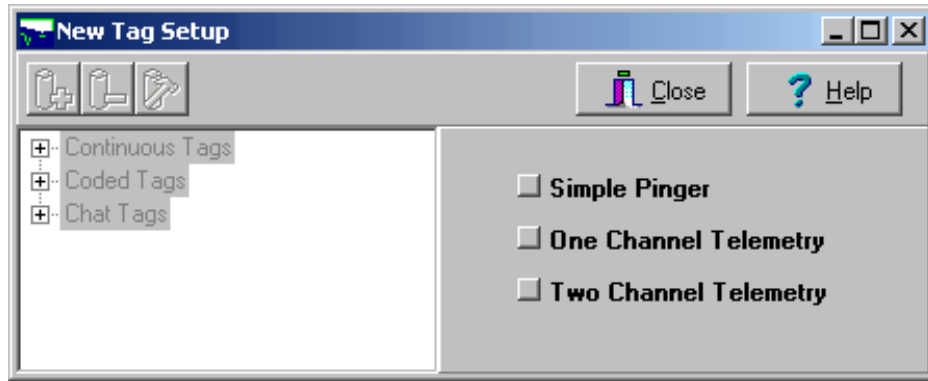 New Tag Setup
Close
Help
Continuous Tags
Coded Tags
Chat Tags
Simple Pinger
One Channel Telemetry
Two Channel Telemetry